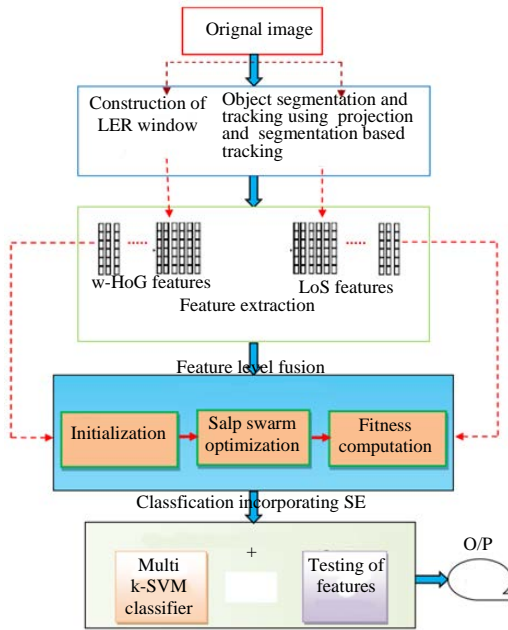 Orignal image
Construction of
LER window
Object segmentation and
tracking using projection
and segmentation based
tracking
w-HoG features
LoS features
Feature extraction
Feature level fusion
Initialization
Salp swarm
optimization
Fitness
computation
Classfication incorporating SE
Multi
k-SVM
classifier
+
Testing of
features
O/P